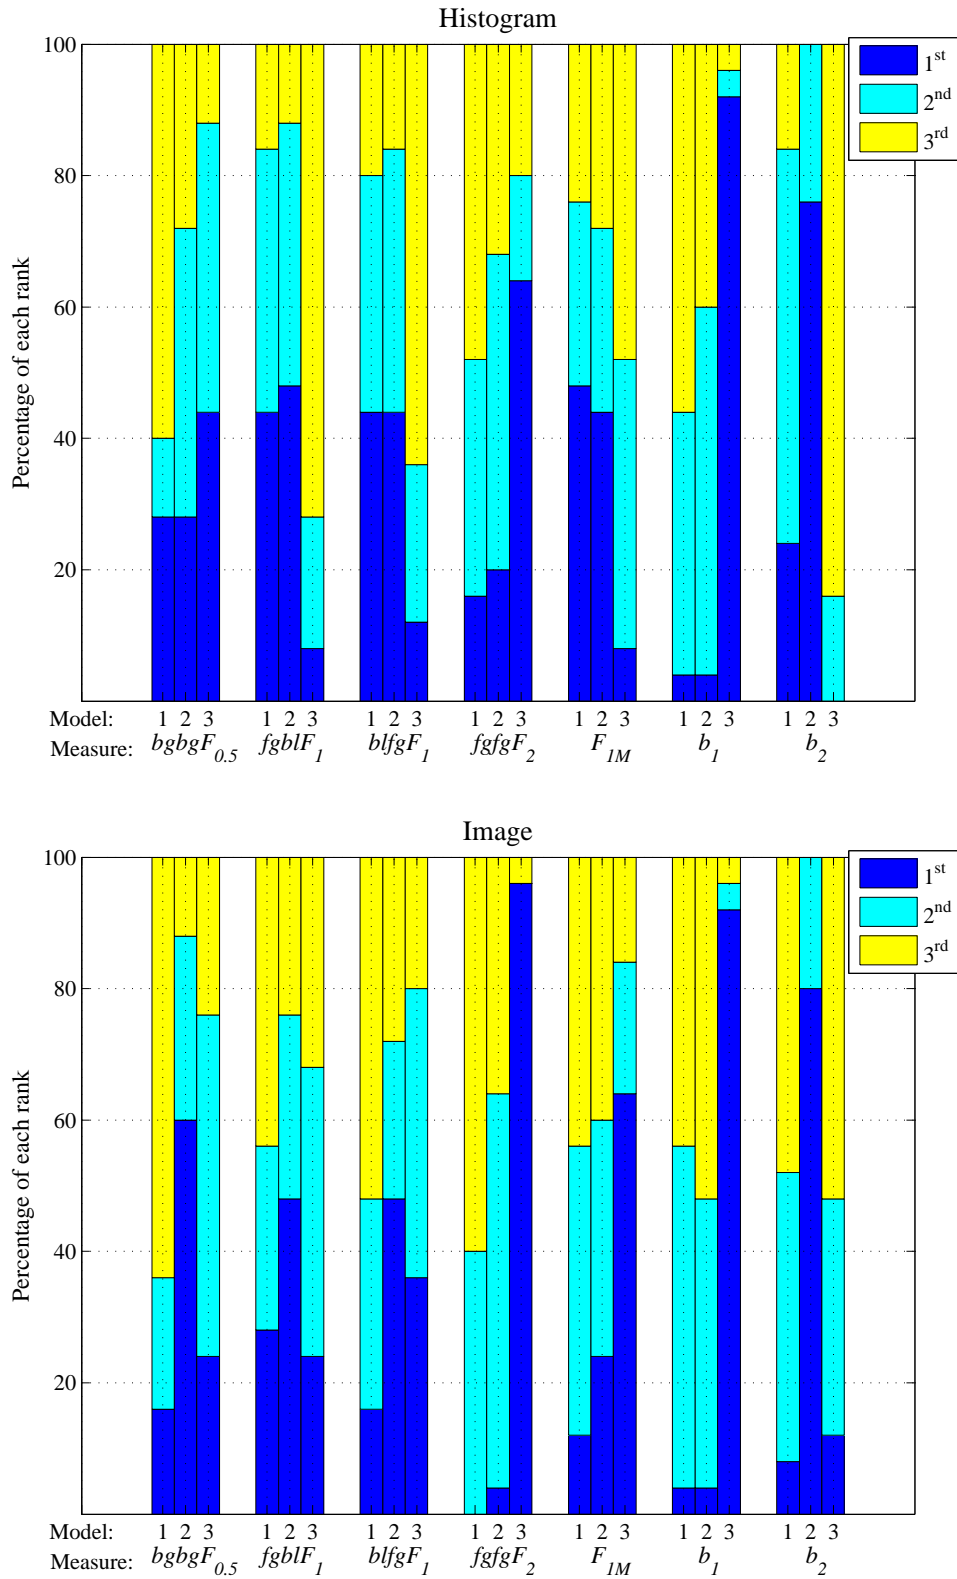 Histogram
100
80
60
40
20
Percentage of each rank
1st
2nd
3rd
Model: 1 2 3 1 2 3 1 2 3 1 2 3 1 2 3 1 2 3 1 2 3
Measure: bgbgF0.5 fgblF1 blfgF1 fgfgF2 F1M b1 b2
Image
100
80
60
40
20
Percentage of each rank
1st
2nd
3rd
Model: 1 2 3 1 2 3 1 2 3 1 2 3 1 2 3 1 2 3 1 2 3
Measure: bgbgF0.5 fgblF1 blfgF1 fgfgF2 F1M b1 b2